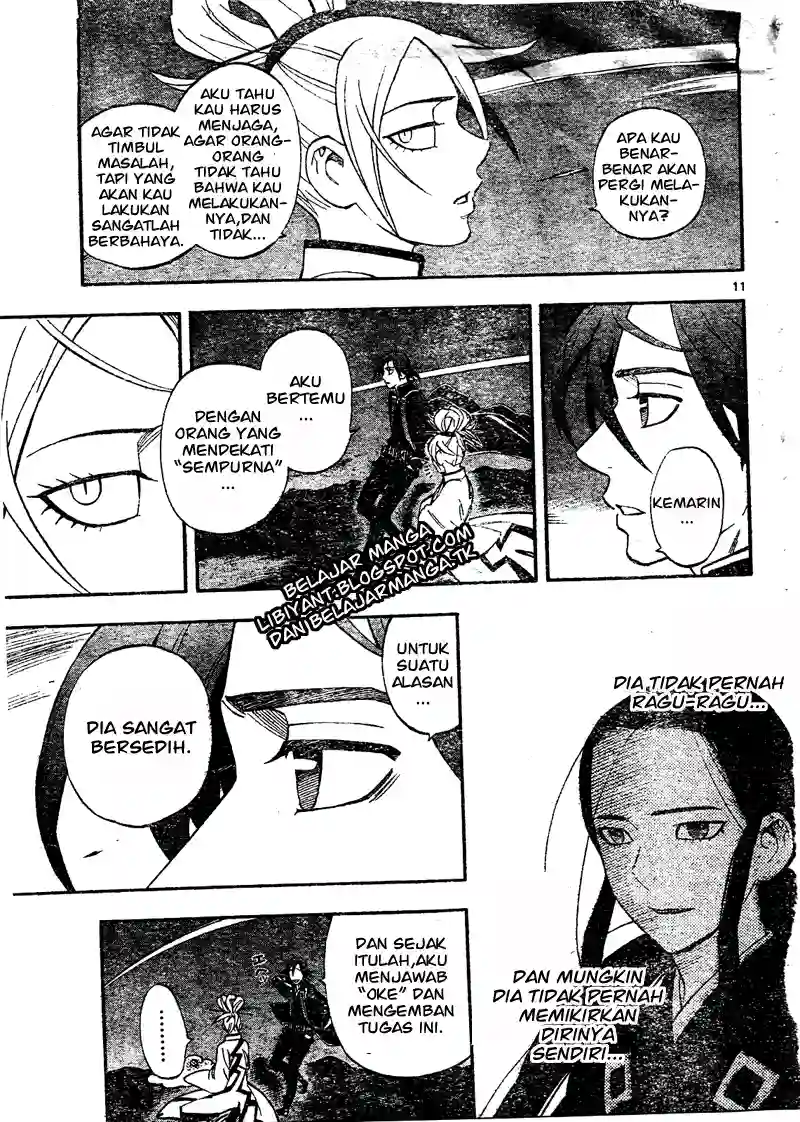 APA KAU
BENAR-
BENAR AKAN
PERGI MELA-
KUKAN-
NYA?
AKU TAHU
KAU HARUS
MENJAGA,
AGAR ORANG-
ORANG
TIDAK TAHU
BAHWA KAU
MELAKUKAN-
NYA,DAN
TIDAK...
AGAR TIDAK
TIMBUL
MASALAH,
TAPI YANG
AKAN KAU
LAKUKAN
SANGATLAH
BERBAHAYA.
11
KEMARIN
...
AKU
BERTEMU
...
DENGAN
ORANG YANG
MENDEKATI
“SEMPURNA”
...
BELAJAR MANGA
LIBIYANT.BLOGSPOT.COM
DAN BELAJARMANGA.TK
UNTUK
SUATU
ALASAN
...
DIA SANGAT
BERSEDIH.
DIA TIDAK PERNAH
RAGU-RAGU...
DAN MUNGKIN
DIA TIDAK PERNAH
MEMIKIRKAN
DIRINYA
SENDIRI...
DAN SEJAK
ITULAH,AKU
MENJAWAB
“OKE” DAN
MENGEMBAN
TUGAS INI.
........